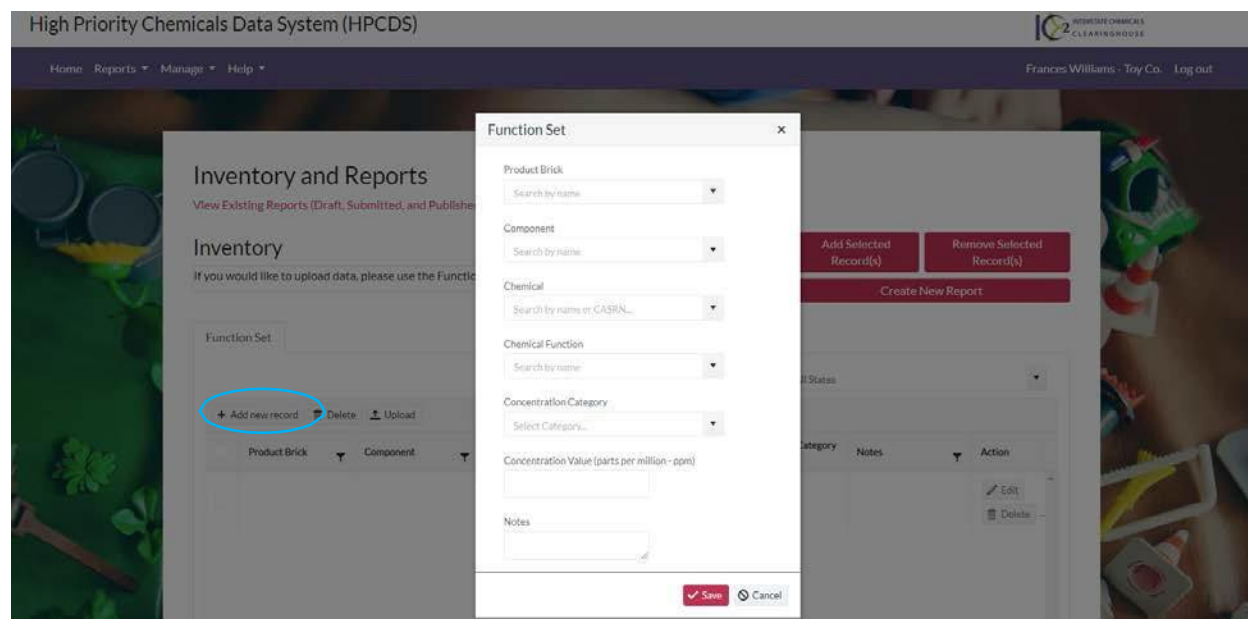 High Priority Chemicals Data System (HPCDS)
INTERSTATE CHEMICALS
CLEARINGHOUSE
Home Reports Manage Help
Frances Williams - Toy Co. Log out
Function Set
Inventory and Reports
View Existing Reports (Draft, Submitted, and Publishe
Product Brick
Search by name
Component
Search by name
Inventory
If you would like to upload data, please use the Functio
Add Selected
Record(s)
Remove Selected
Record(s)
Create New Report
Chemical
Search by name or CASRN...
Function Set
Chemical Function
Search by name
All States
Concentration Category
Select Category...
+ Add new record Delete Upload
Product Brick Component
Category Notes Action
Concentration Value (parts per million - ppm)
Edit
Delete
Notes
Save Cancel